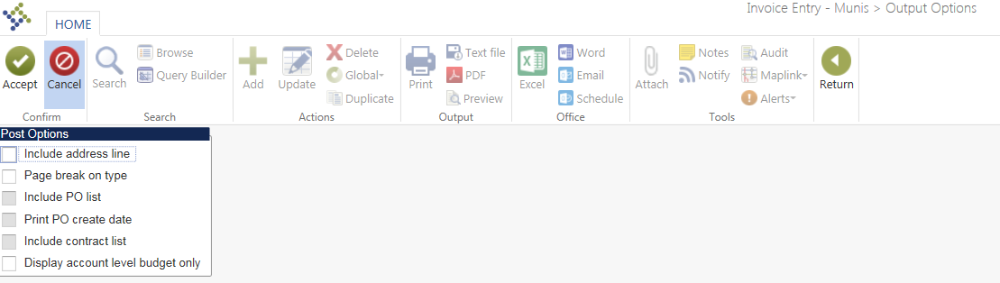 Invoice Entry - Munis > Output Options
HOME
Accept
Cancel
Confirm
Search
Browse
Query Builder
Search
Add
Update
Delete
Global
Duplicate
Actions
Print
Text file
PDF
Preview
Output
Excel
Word
Email
Schedule
Office
Attach
Notes
Notify
Audit
Maplink
Alerts
Tools
Return
Post Options
Include address line
Page break on type
Include PO list
Print PO create date
Include contract list
Display account level budget only